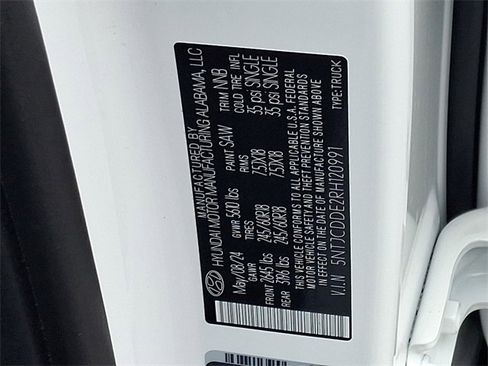 MANUFACTURED BY
HYUNDAI MOTOR MANUFACTURING ALABAMA, LLC
May/08/24 GVWR 5610 lbs PAINT SAW TRIM NNB
GAWR TIRES RIMS COLD TIRE INFL
FRONT 2645 lbs 245/60R18 7.5JX18 35 psi SINGLE
REAR 3196 lbs 245/60R18 7.5JX18 35 psi SINGLE
THIS VEHICLE CONFORMS TO ALL APPLICABLE U.S.A. FEDERAL
MOTOR VEHICLE SAFETY AND THEFT PREVENTION STANDARDS
IN EFFECT ON THE DATE OF MANUFACTURE SHOWN ABOVE.
V.I.N 5NTJCDDE2RH120991 TYPE:TRUCK